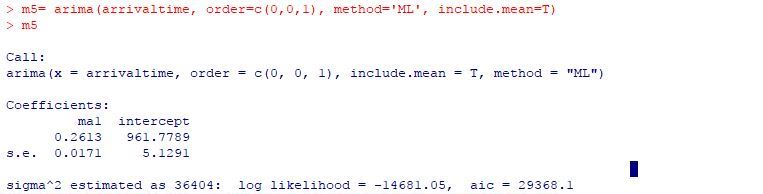 > m5= arima(arrivaltime, order=c(0,0,1), method='ML', include.mean=T)
> m5
Call:
arima(x = arrivaltime, order = c(0, 0, 1), include.mean = T, method = "ML")
Coefficients:
ma1 intercept
0.2613 961.7789
s.e. 0.0171 5.1291
sigma^2 estimated as 36404: log likelihood = -14681.05, aic = 29368.1